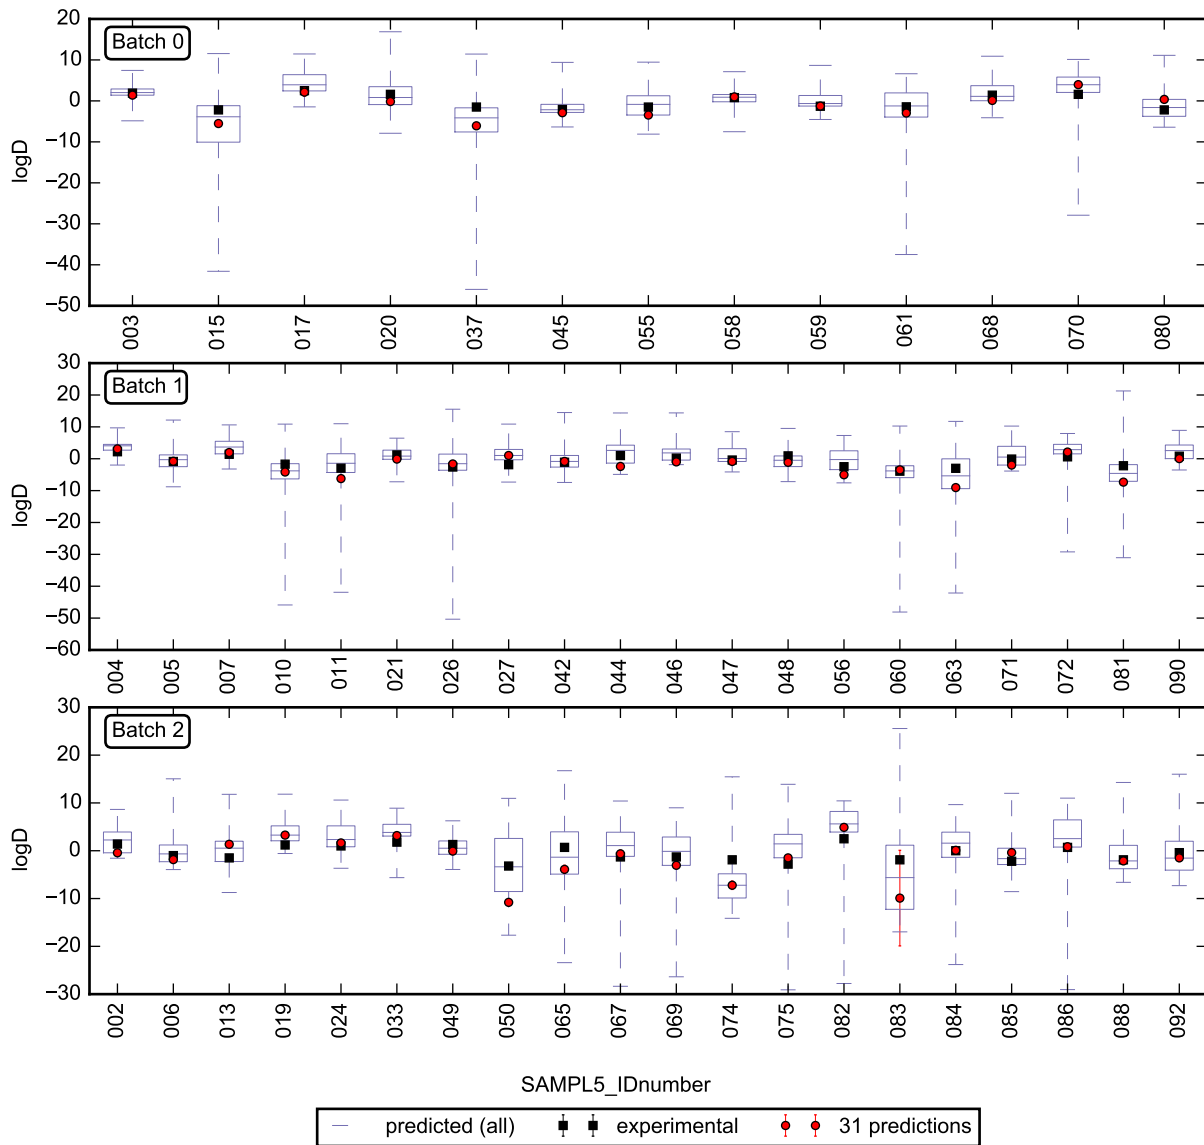 20
Batch 0
10
0
−10
−20
−30
−40
−50
logD
003 015 017 020 037 045 055 058 059 061 068 070 080
30
Batch 1
20
10
0
−10
−20
−30
−40
−50
−60
logD
004 005 007 010 011 021 026 027 042 044 046 047 048 056 060 063 071 072 081 090
30
Batch 2
20
10
0
−10
−20
−30
logD
002 006 013 019 024 033 049 050 065 067 069 074 075 082 083 084 085 086 088 092
SAMPL5_IDnumber
predicted (all) experimental 31 predictions